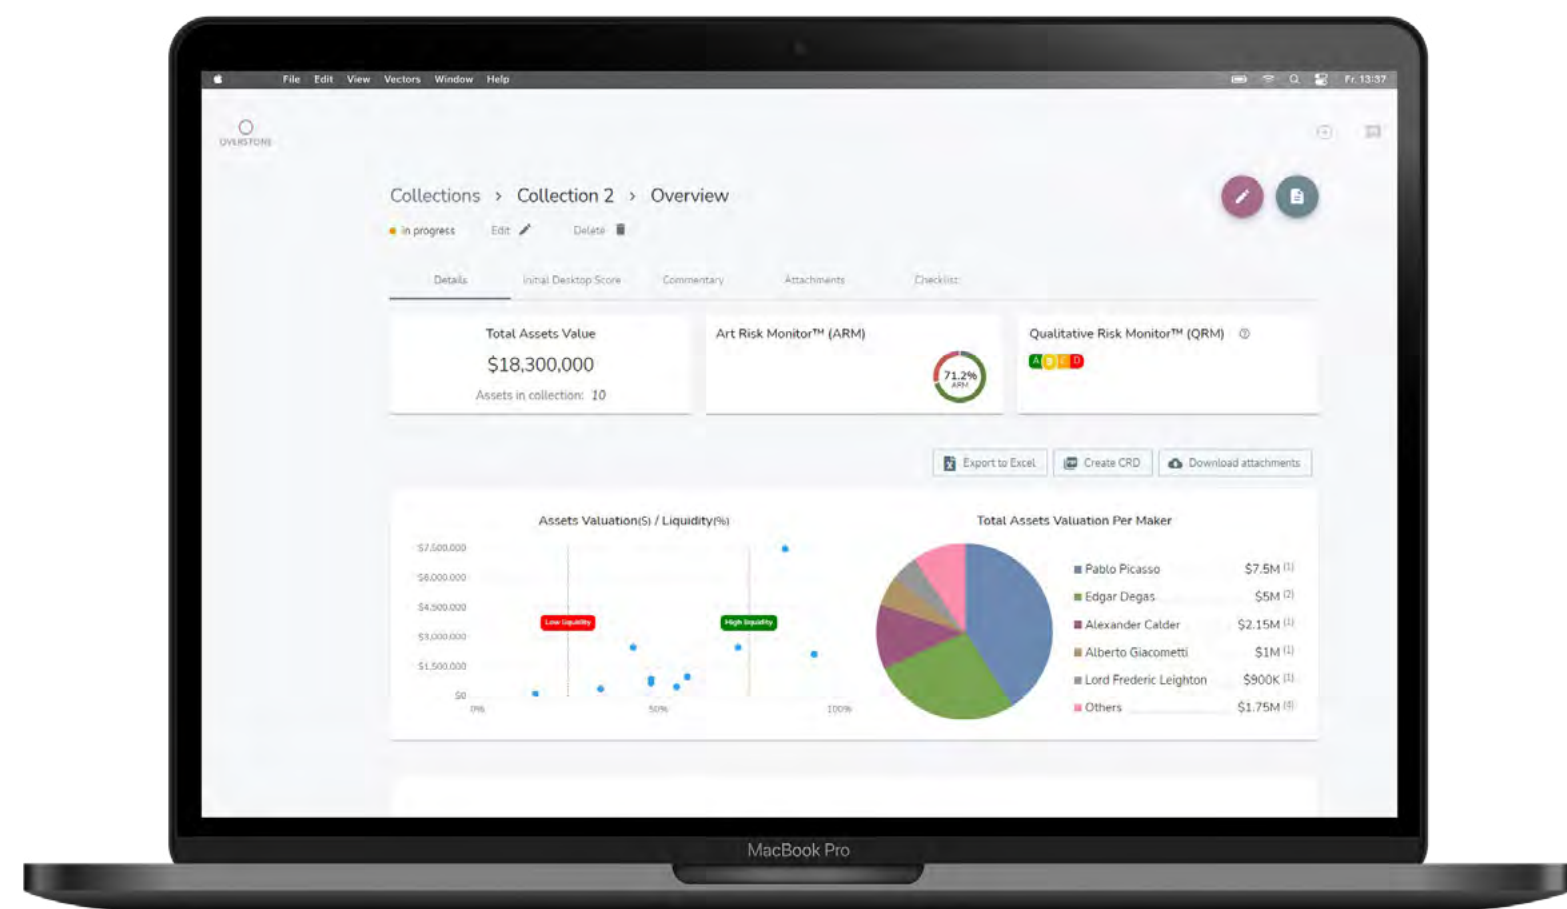 File Edit View Vectors Window Help
Fr. 13:37
OVERSTONE
Collections > Collection 2 > Overview
in progress Edit Delete
Details Initial Desktop Score Commentary Attachments Checklist
Total Assets Value
$18,300,000
Assets in collection: 10
Art Risk Monitor™ (ARM)
71.2%
ARM
Qualitative Risk Monitor™ (QRM)
A B C D
Export to Excel Create CRD Download attachments
Assets Valuation($) / Liquidity(%)
$7,500,000
$6,000,000
$4,500,000
$3,000,000
$1,500,000
$0
0% 50% 100%
Low liquidity
High liquidity
Total Assets Valuation Per Maker
Pablo Picasso $7.5M (1)
Edgar Degas $5M (2)
Alexander Calder $2.15M (1)
Alberto Giacometti $1M (1)
Lord Frederic Leighton $900K (1)
Others $1.75M (4)
MacBook Pro